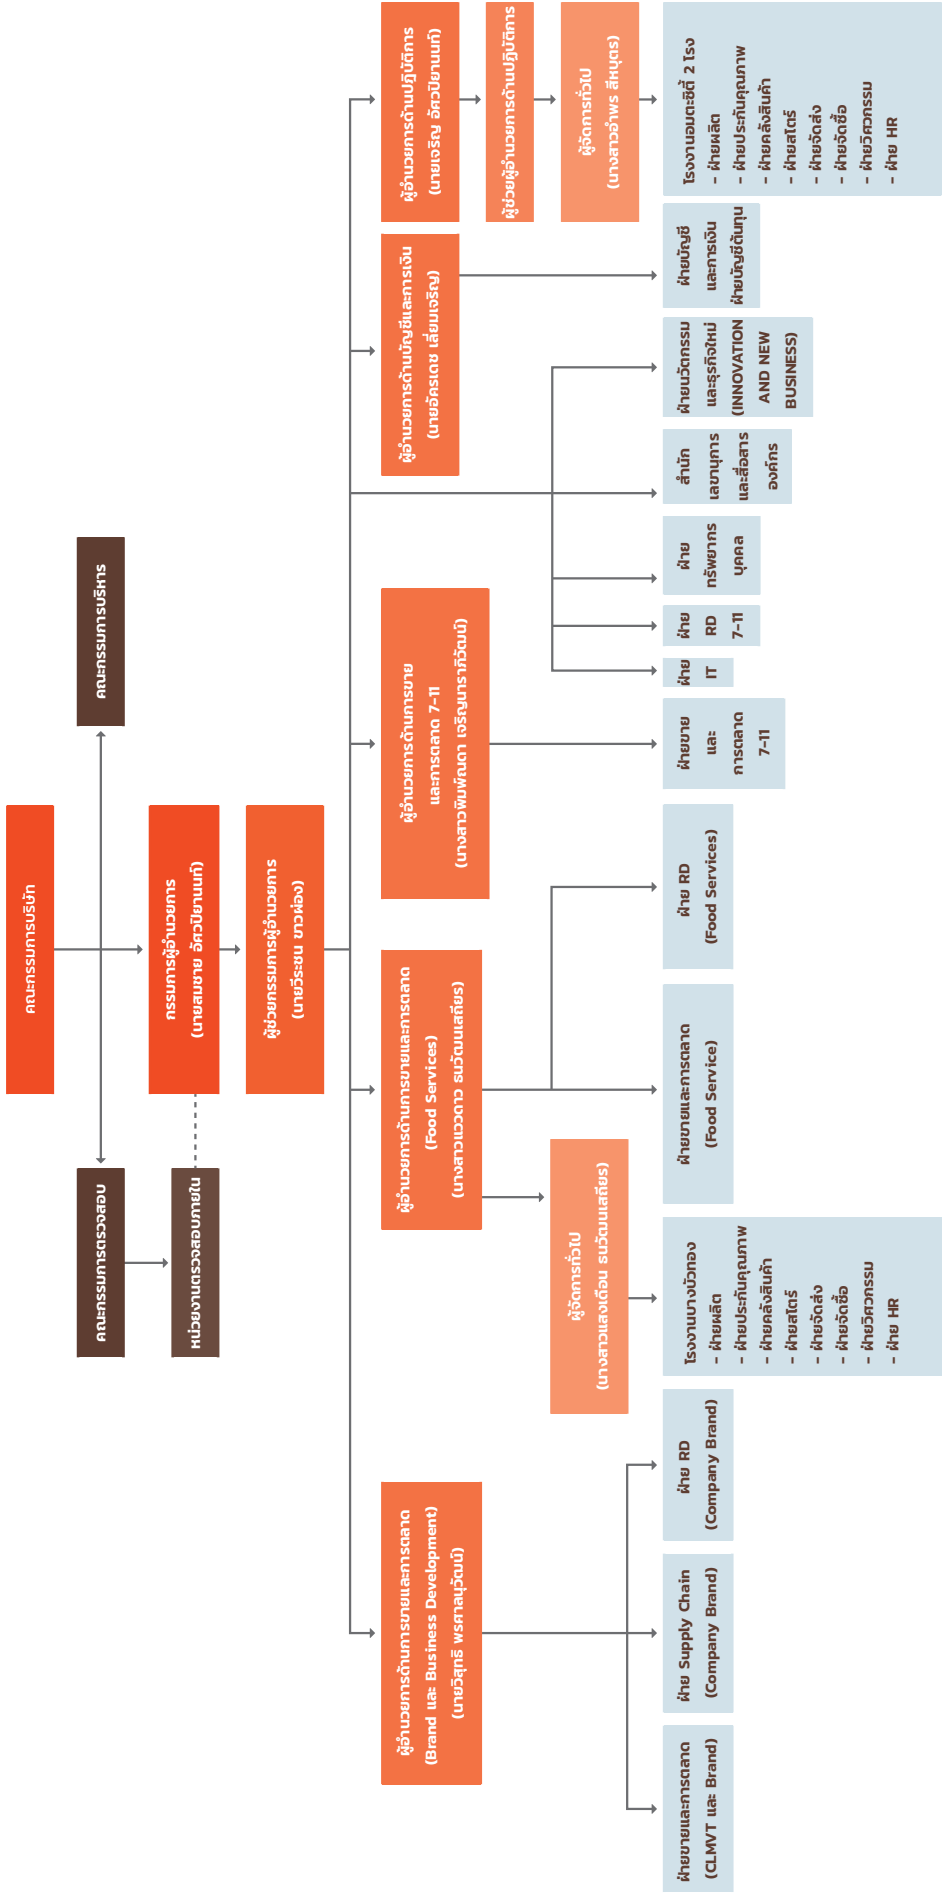 คณะกรรมการบริษัท
คณะกรรมการตรวจสอบ
คณะกรรมการบริหาร
หน่วยงานตรวจสอบภายใน
กรรมการผู้อำนวยการ
(นายสมชาย อัศวปิยานนท์)
ผู้ช่วยกรรมการผู้อำนวยการ
(นายวีระชน ขาวผ่อง)
ผู้อำนวยการด้านการขายและการตลาด
(Brand และ Business Development)
(นายวิสุทธิ พรศาลนุวัฒน์)
ผู้อำนวยการด้านการขายและการตลาด
(Food Services)
(นางสาวแววดาว ธนวัฒนเสถียร)
ผู้อำนวยการด้านการขาย
และการตลาด 7-11
(นางสาวพิมพ์ณดา เจริญนาราภิวัฒน์)
ผู้อำนวยการด้านบัญชีและการเงิน
(นายอัครเดช เลี่ยมเจริญ)
ผู้อำนวยการด้านปฏิบัติการ
(นายเจริญ อัศวปิยานนท์)
ผู้ช่วยผู้อำนวยการด้านปฏิบัติการ
ผู้จัดการทั่วไป
(นางสาวแสงเดือน ธนวัฒนเสถียร)
ผู้จัดการทั่วไป
(นางสาวอำพร สีหบุตร)
ฝ่ายขายและการตลาด
(CLMVT และ Brand)
ฝ่าย Supply Chain
(Company Brand)
ฝ่าย RD
(Company Brand)
โรงงานบางบัวทอง
- ฝ่ายผลิต
- ฝ่ายประกันคุณภาพ
- ฝ่ายคลังสินค้า
- ฝ่ายสโตร์
- ฝ่ายจัดส่ง
- ฝ่ายจัดซื้อ
- ฝ่ายวิศวกรรม
- ฝ่าย HR
ฝ่ายขายและการตลาด
(Food Service)
ฝ่าย RD
(Food Services)
ฝ่ายขาย
และ
การตลาด
7-11
ฝ่าย
IT
ฝ่าย
RD
7-11
ฝ่าย
ทรัพยากร
บุคคล
สำนัก
เลขานุการ
และสื่อสาร
องค์กร
ฝ่ายนวัตกรรม
และธุรกิจใหม่
(INNOVATION
AND NEW
BUSINESS)
ฝ่ายบัญชี
และการเงิน
ฝ่ายบัญชีต้นทุน
โรงงานอมตะซิตี้ 2 โรง
- ฝ่ายผลิต
- ฝ่ายประกันคุณภาพ
- ฝ่ายคลังสินค้า
- ฝ่ายสโตร์
- ฝ่ายจัดส่ง
- ฝ่ายจัดซื้อ
- ฝ่ายวิศวกรรม
- ฝ่าย HR